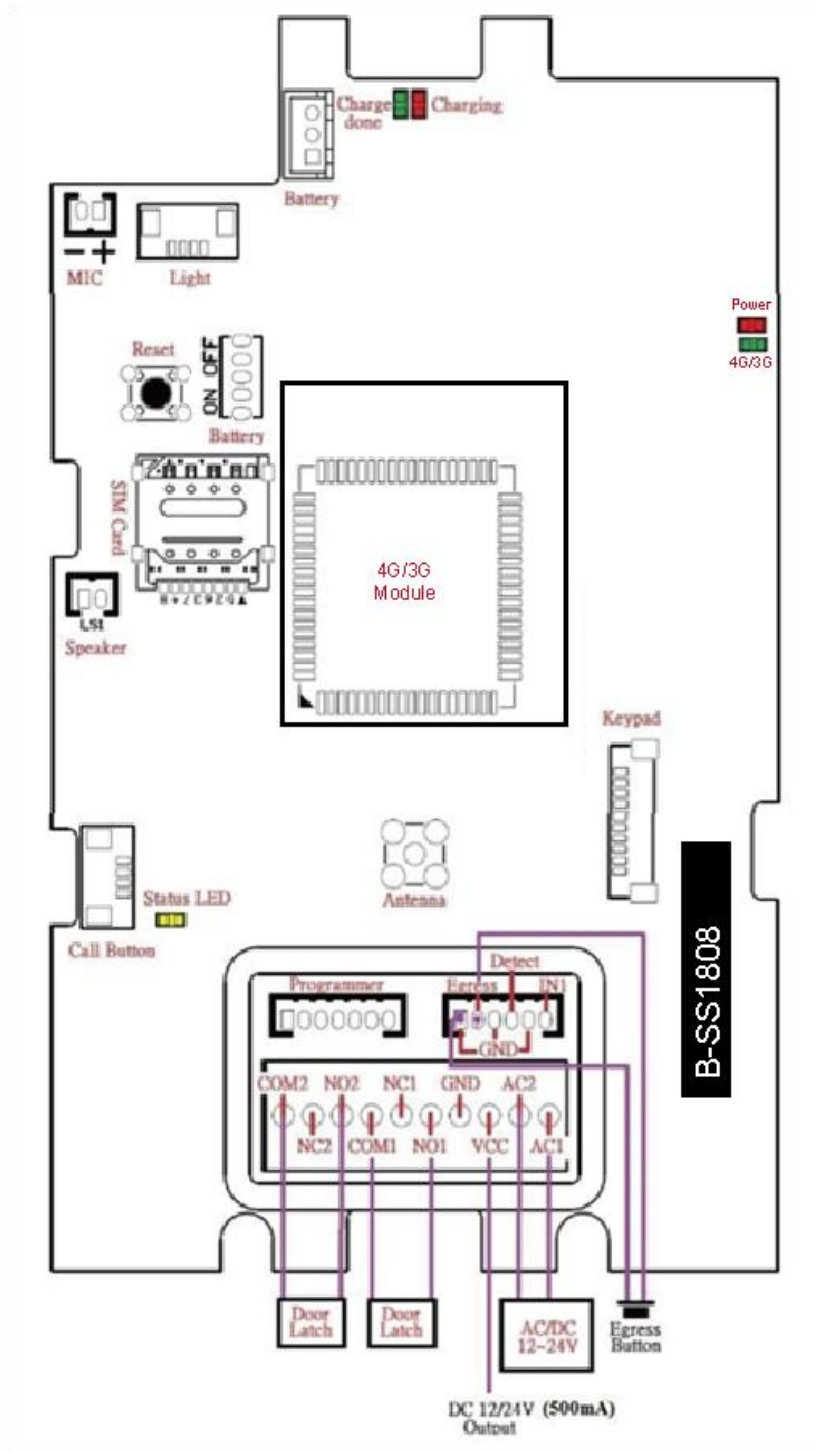 Charge
done
Charging
Battery
− +
MIC
Light
Power
4G/3G
Reset
ON OFF
Battery
SIM Card
4G/3G
Module
LS1
Speaker
Keypad
Status LED
Call Button
Antenna
B-SS1808
Detect
Programmer
Egress
IN1
GND
COM2 NO2 NC1 GND AC2
NC2 COM1 NO1 VCC AC1
Door
Latch
Door
Latch
AC/DC
12~24V
Egress
Button
DC 12/24V (500mA)
Output